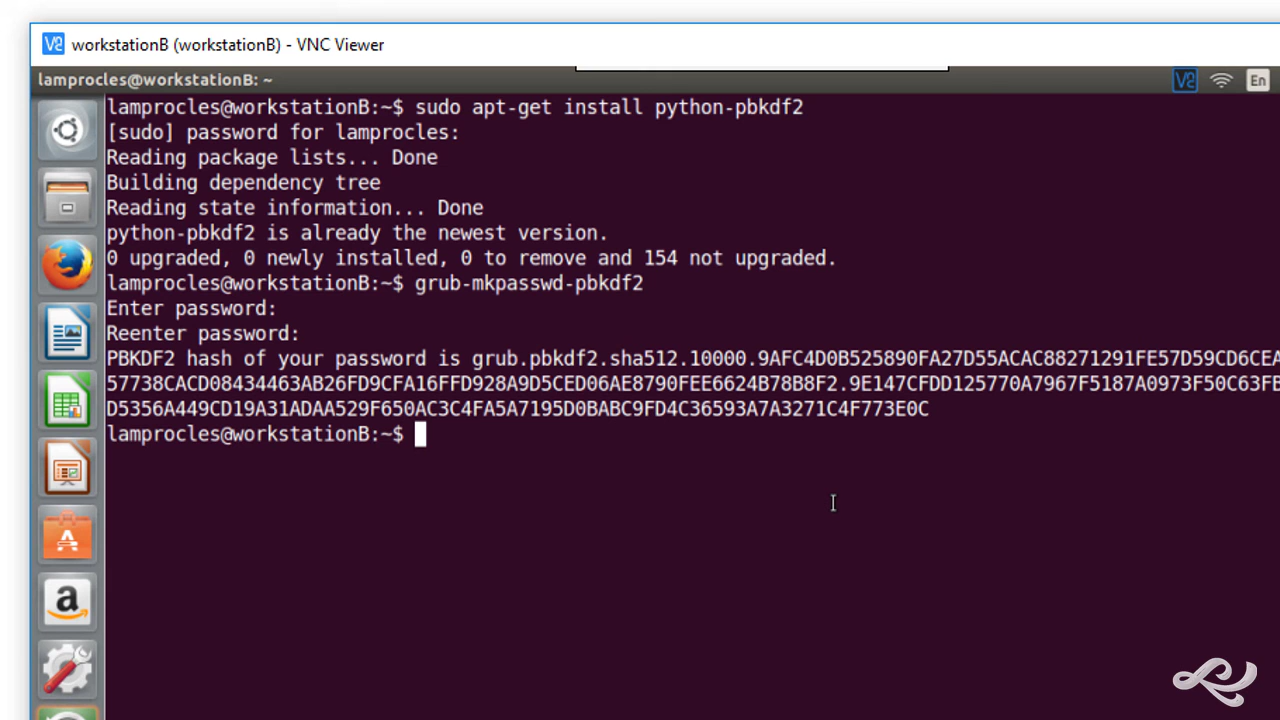 workstationB (workstationB) - VNC Viewer
lamprocles@workstationB: ~
En
lamprocles@workstationB:~$ sudo apt-get install python-pbkdf2
[sudo] password for lamprocles:
Reading package lists... Done
Building dependency tree
Reading state information... Done
python-pbkdf2 is already the newest version.
0 upgraded, 0 newly installed, 0 to remove and 154 not upgraded.
lamprocles@workstationB:~$ grub-mkpasswd-pbkdf2
Enter password:
Reenter password:
PBKDF2 hash of your password is grub.pbkdf2.sha512.10000.9AFC4D0B525890FA27D55ACAC88271291FE57D59CD6CEA
57738CACD08434463AB26FD9CFA16FFD928A9D5CED06AE8790FEE6624B78B8F2.9E147CFDD125770A7967F5187A0973F50C63FB
D5356A449CD19A31ADAA529F650AC3C4FA5A7195D0BABC9FD4C36593A7A3271C4F773E0C
lamprocles@workstationB:~$